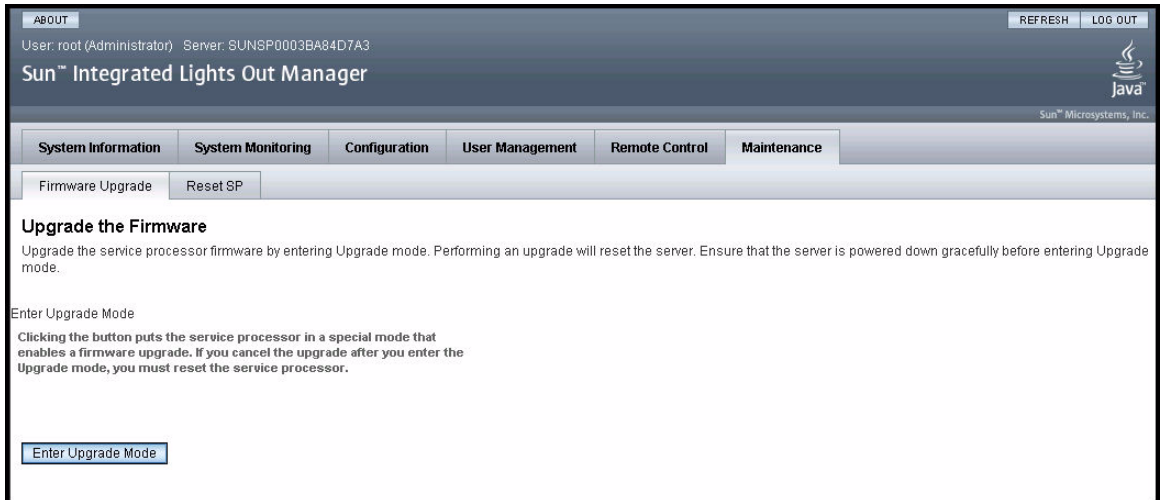 ABOUT
REFRESH LOG OUT
User: root (Administrator) Server: SUNSP0003BA84D7A3
Sun™ Integrated Lights Out Manager
Java™
Sun™ Microsystems, Inc.
System Information System Monitoring Configuration User Management Remote Control Maintenance
Firmware Upgrade Reset SP
Upgrade the Firmware
Upgrade the service processor firmware by entering Upgrade mode. Performing an upgrade will reset the server. Ensure that the server is powered down gracefully before entering Upgrade
mode.
Enter Upgrade Mode
Clicking the button puts the service processor in a special mode that
enables a firmware upgrade. If you cancel the upgrade after you enter the
Upgrade mode, you must reset the service processor.
Enter Upgrade Mode